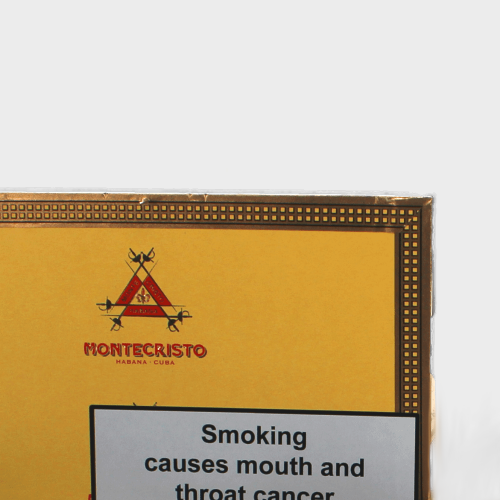 MONTECRISTO
HABANA · CUBA
Smoking
causes mouth and
throat cancer